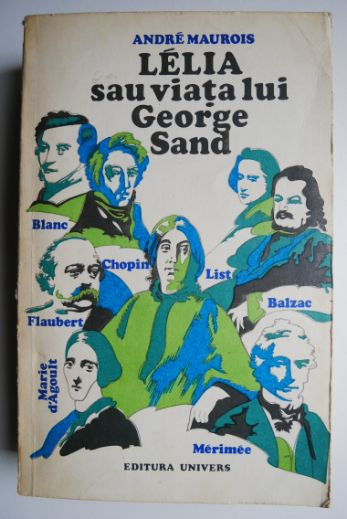 ANDRÉ MAUROIS
LÉLIA
sau viața lui
George
Sand
Blanc
Chopin
List
Balzac
Flaubert
Marie
d'Agoult
Mérimée
EDITURA UNIVERS